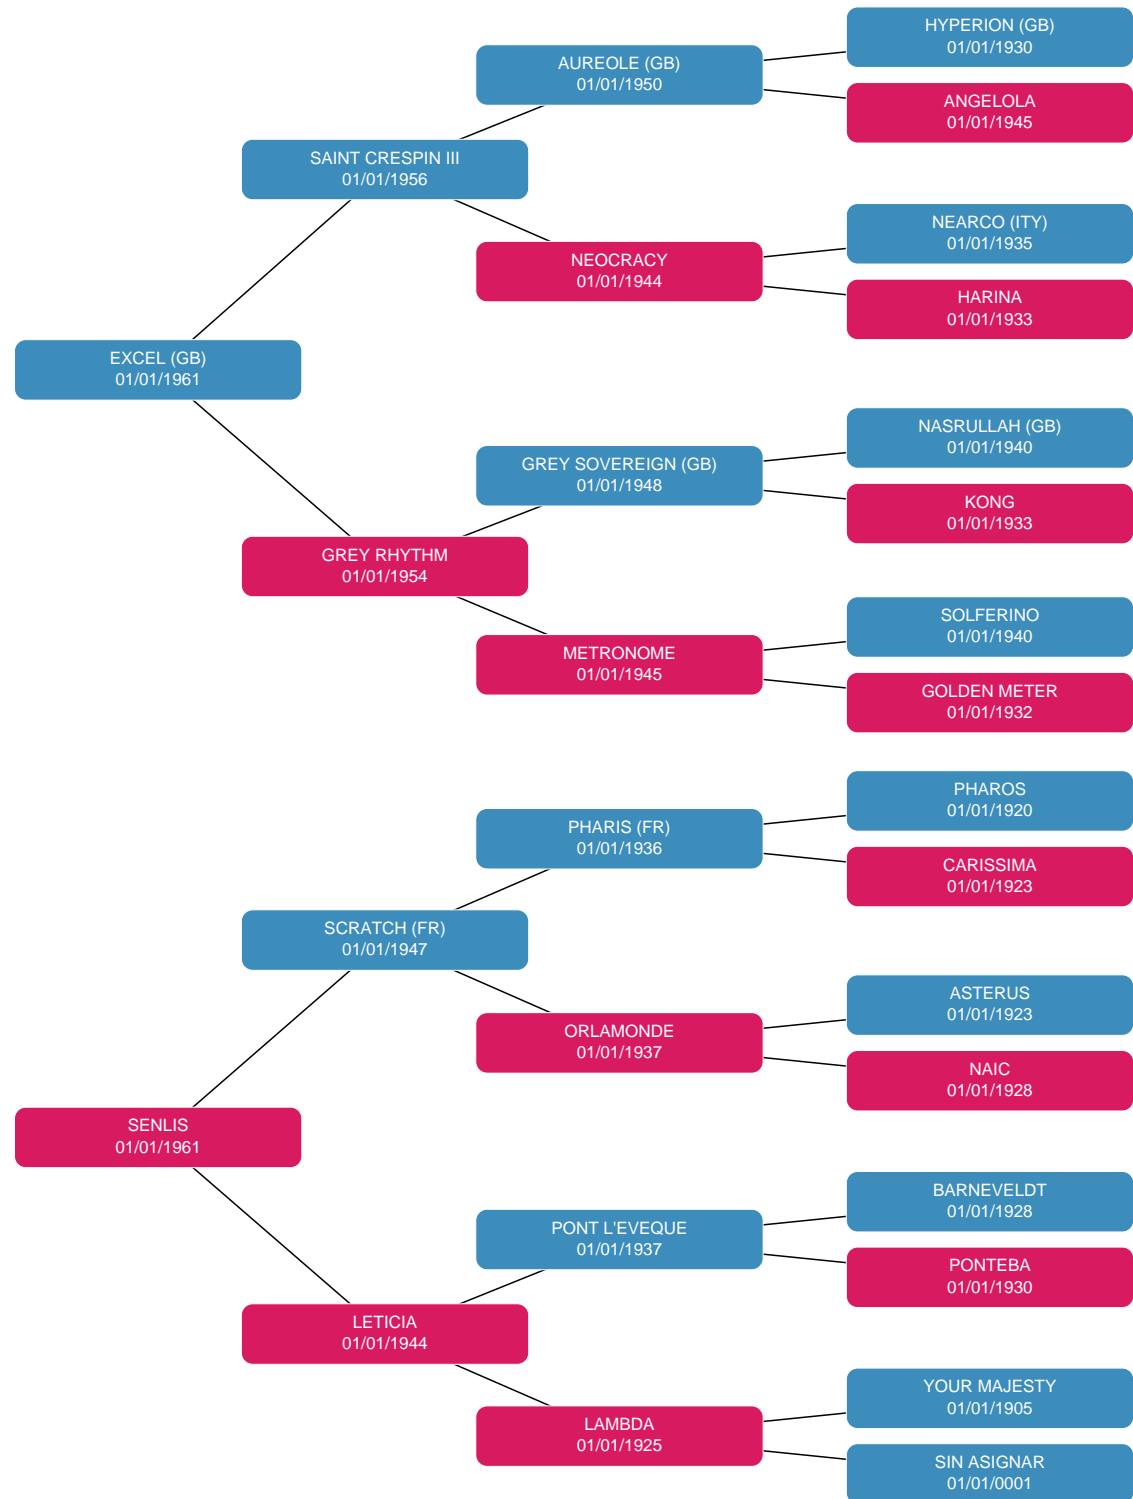 HYPERION (GB)
01/01/1930
AUREOLE (GB)
01/01/1950
ANGELOLA
01/01/1945
SAINT CRESPIN III
01/01/1956
NEARCO (ITY)
01/01/1935
NEOCRACY
01/01/1944
HARINA
01/01/1933
EXCEL (GB)
01/01/1961
NASRULLAH (GB)
01/01/1940
GREY SOVEREIGN (GB)
01/01/1948
KONG
01/01/1933
GREY RHYTHM
01/01/1954
SOLFERINO
01/01/1940
METRONOME
01/01/1945
GOLDEN METER
01/01/1932
PHAROS
01/01/1920
PHARIS (FR)
01/01/1936
CARISSIMA
01/01/1923
SCRATCH (FR)
01/01/1947
ASTERUS
01/01/1923
ORLAMONDE
01/01/1937
NAIC
01/01/1928
SENLIS
01/01/1961
BARNEVELDT
01/01/1928
PONT L'EVEQUE
01/01/1937
PONTEBA
01/01/1930
LETICIA
01/01/1944
YOUR MAJESTY
01/01/1905
LAMBDA
01/01/1925
SIN ASIGNAR
01/01/0001